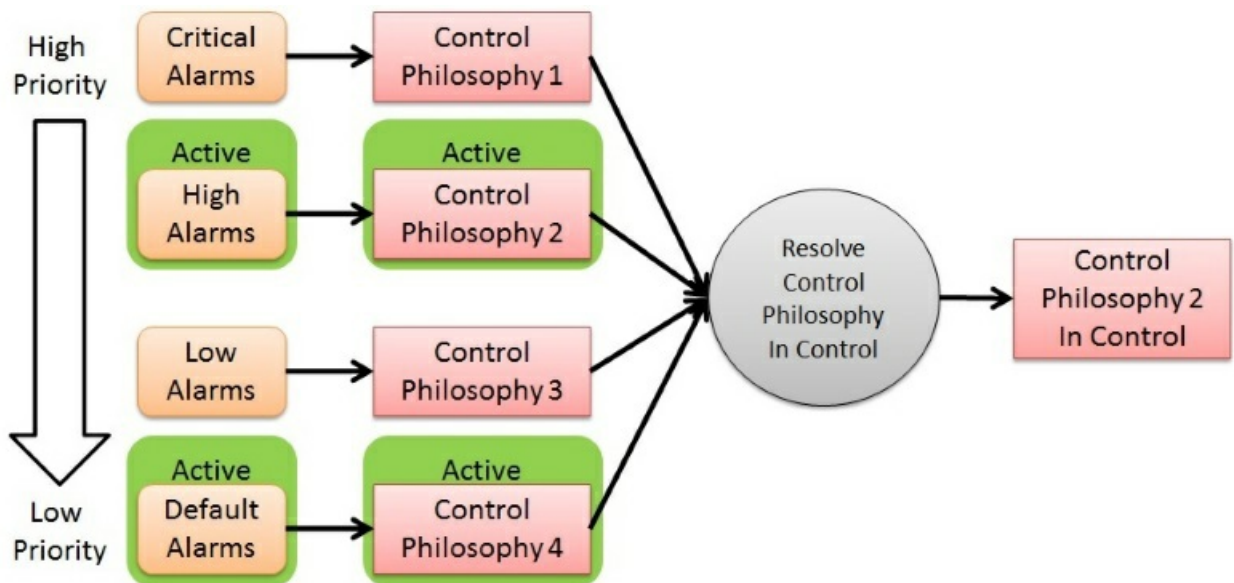 High
Priority
Critical
Alarms
Control
Philosophy 1
Active
High
Alarms
Active
Control
Philosophy 2
Low
Alarms
Control
Philosophy 3
Active
Default
Alarms
Active
Control
Philosophy 4
Low
Priority
Resolve
Control
Philosophy
In Control
Control
Philosophy 2
In Control